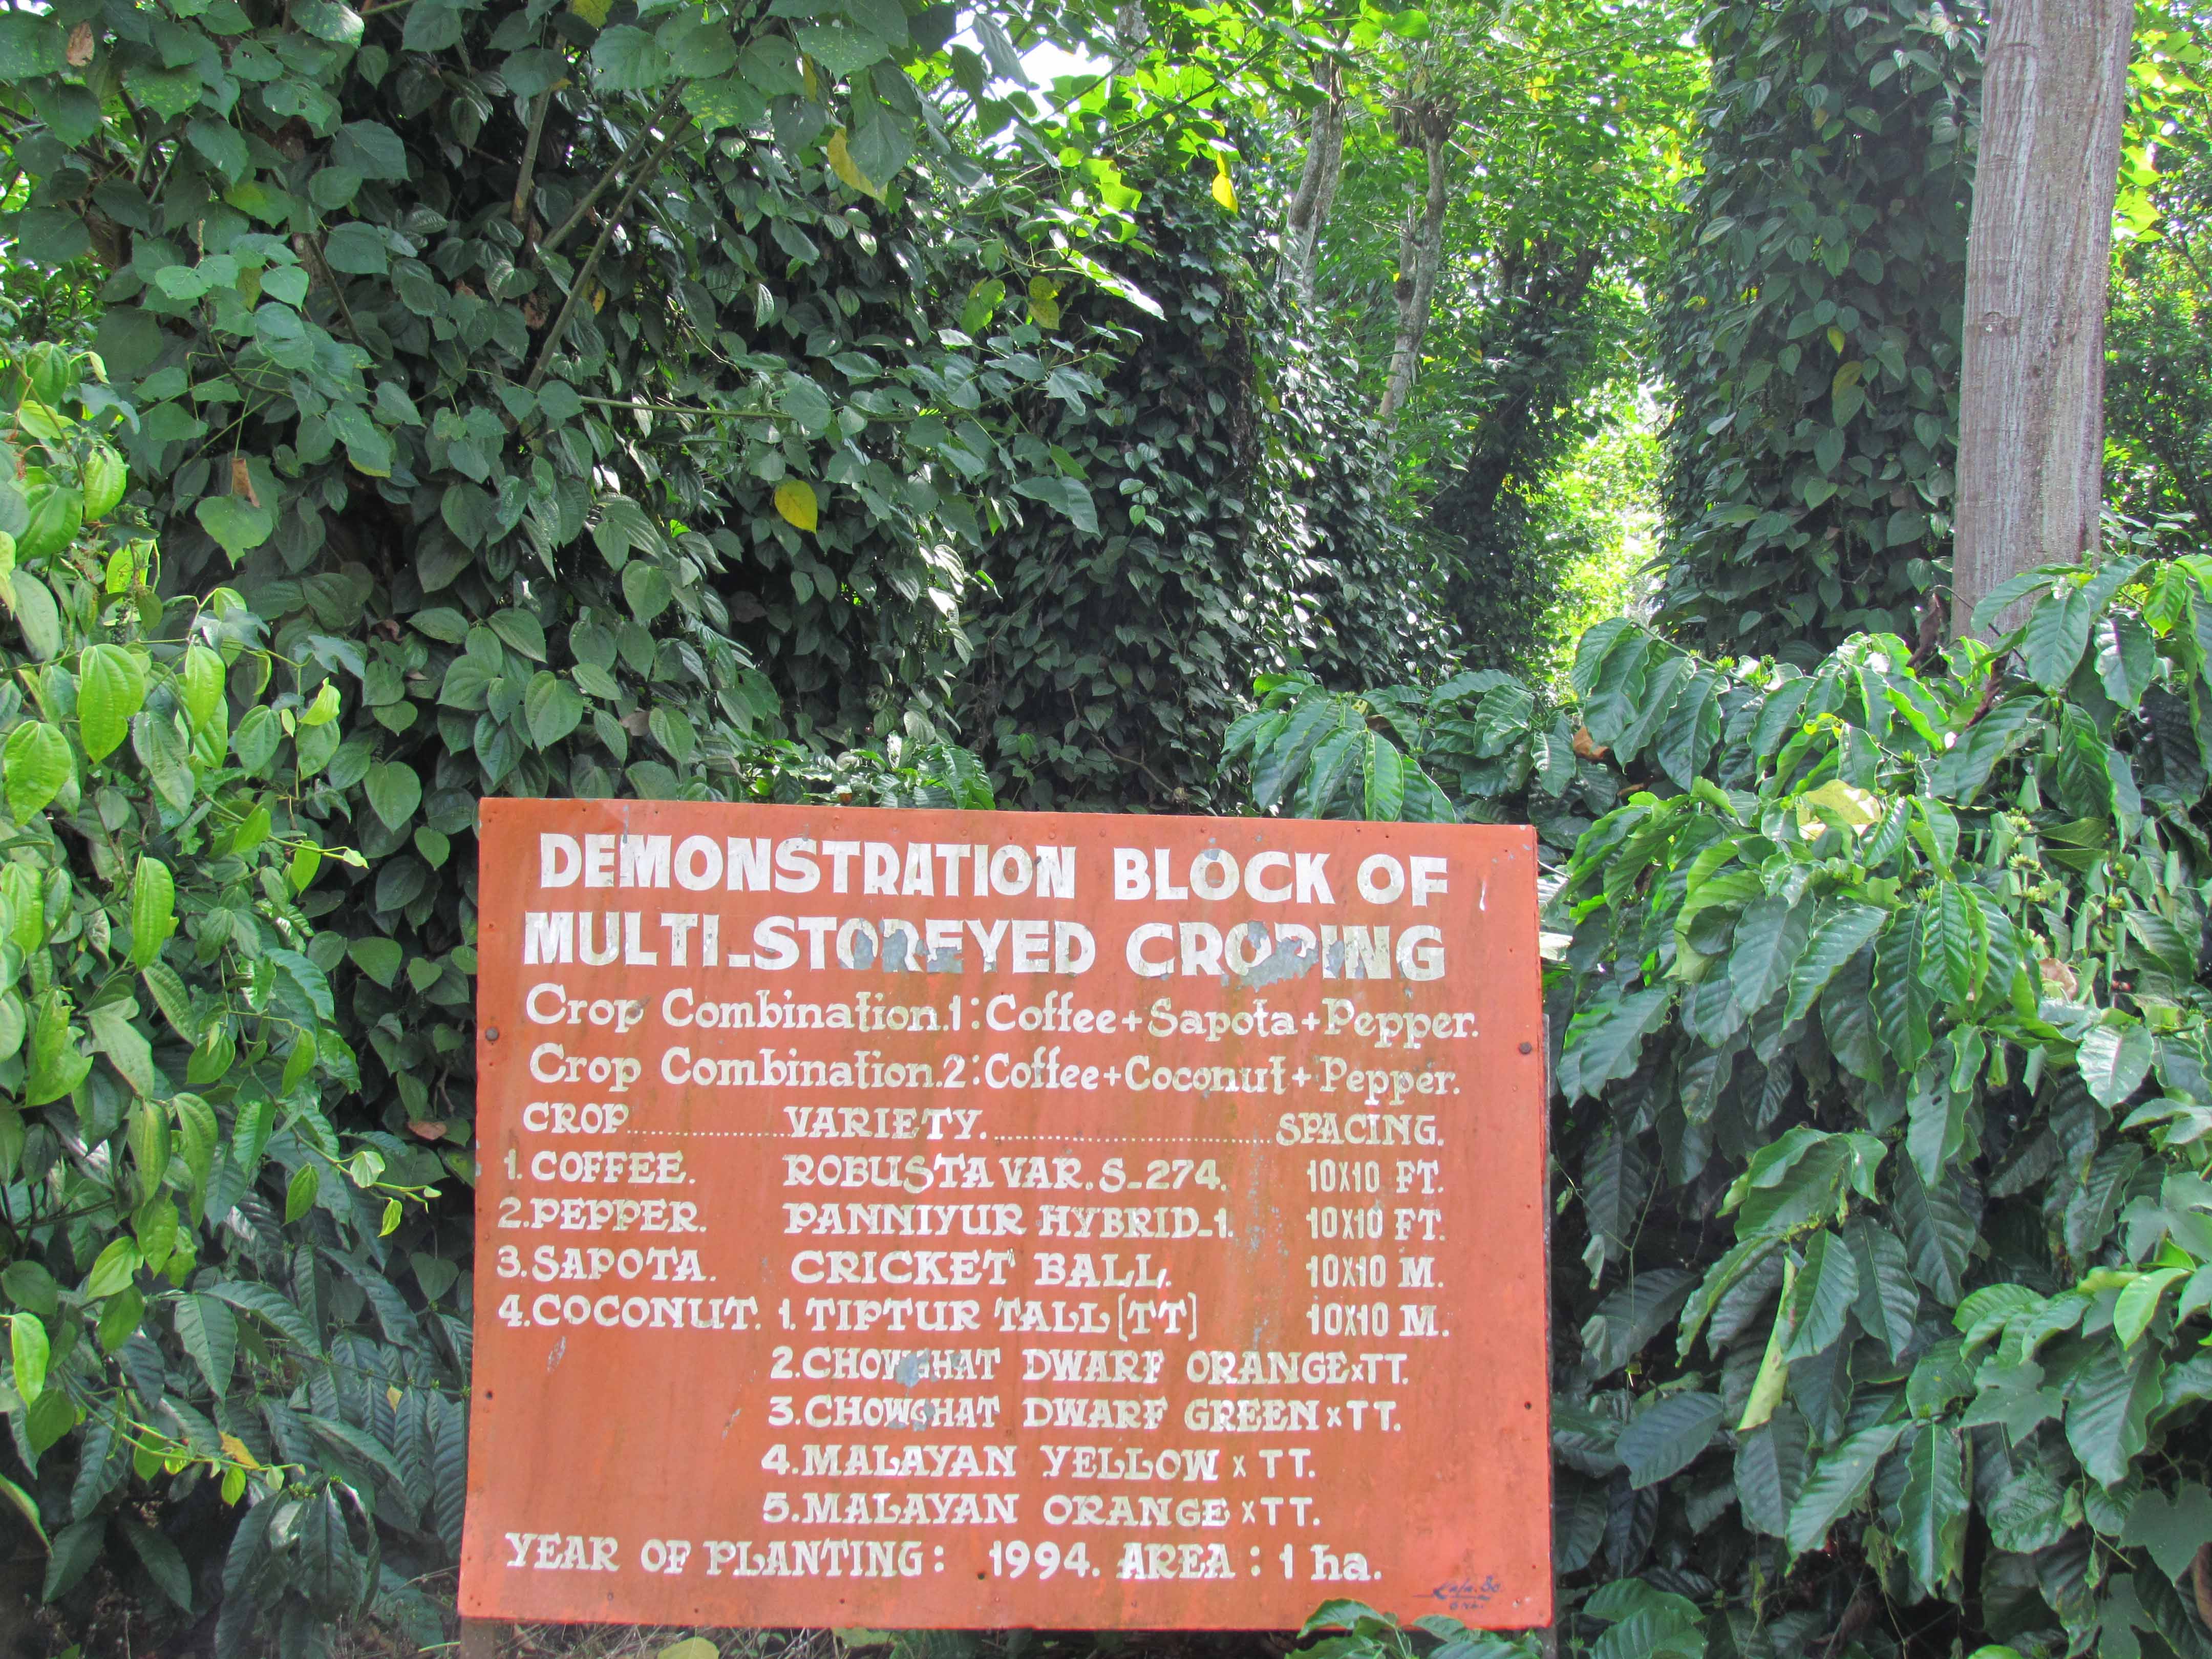 DEMONSTRATION BLOCK OF
MULTI-STOREYED CROPING
Crop Combination.1: Coffee+Sapota+Pepper.
Crop Combination.2: Coffee+Coconut+Pepper.
CROP..................VARIETY...............................SPACING.
1. COFFEE. ROBUSTA VAR. S-274. 10X10 FT.
2. PEPPER. PANNIYUR HYBRID-1. 10X10 FT.
3. SAPOTA. CRICKET BALL. 10X10 M.
4. COCONUT. 1. TIPTUR TALL [TT] 10X10 M.
2. CHOWGHAT DWARF ORANGE x TT.
3. CHOWGHAT DWARF GREEN x TT.
4. MALAYAN YELLOW x TT.
5. MALAYAN ORANGE x TT.
YEAR OF PLANTING: 1994. AREA : 1 ha.